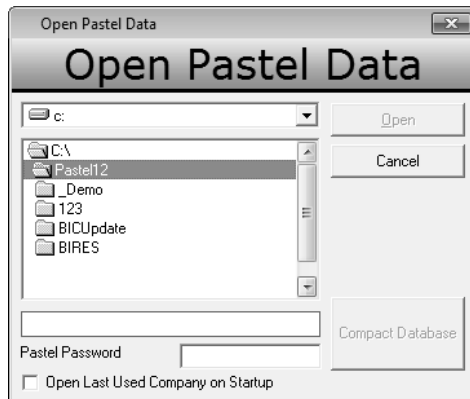 Open Pastel Data
Open Pastel Data
c:
Open
C:\
Cancel
Pastel12
_Demo
123
BICUpdate
BIRES
Compact Database
Pastel Password
Open Last Used Company on Startup